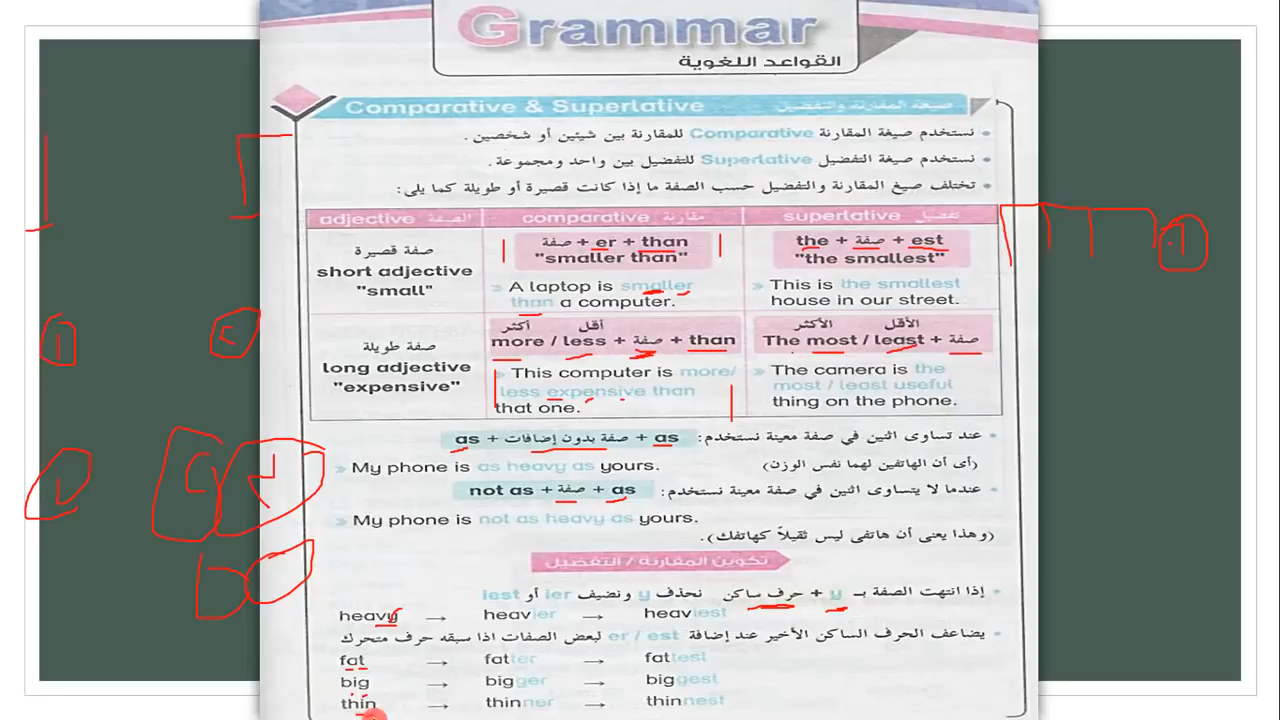 Grammar
القواعد اللغوية
Comparative & Superlative صيغة المقارنة والتفضيل
• نستخدم صيغة المقارنة Comparative للمقارنة بين شيئين أو شخصين .
• نستخدم صيغة التفضيل Superlative للتفضيل بين واحد ومجموعة .
• تختلف صيغ المقارنة والتفضيل حسب الصفة ما إذا كانت قصيرة أو طويلة كما يلى :
adjective الصفة
comparative مقارنة
superlative تفضيل
صفة قصيرة
short adjective
"small"
صفة + er + than
"smaller than"
» A laptop is smaller
than a computer.
the + صفة + est
"the smallest"
» This is the smallest
house in our street.
صفة طويلة
long adjective
"expensive"
أكثر أقل
more / less + صفة + than
» This computer is more/
less expensive than
that one.
الأكثر الأقل
The most / least + صفة
» The camera is the
most / least useful
thing on the phone.
• عند تساوى اثنين فى صفة معينة نستخدم : as + صفة بدون إضافات + as
» My phone is as heavy as yours. (أى أن الهاتفين لهما نفس الوزن)
• عندما لا يتساوى اثنين فى صفة معينة نستخدم : not as + صفة + as
» My phone is not as heavy as yours.
(وهذا يعنى أن هاتفى ليس ثقيلاً كهاتفك).
تكوين المقارنة / التفضيل
• إذا انتهت الصفة بـ y + حرف ساكن نحذف y ونضيف ier أو iest
heavy → heavier → heaviest
• يضاعف الحرف الساكن الأخير عند إضافة er / est لبعض الصفات اذا سبقه حرف متحرك
fat → fatter → fattest
big → bigger → biggest
thin → thinner → thinnest